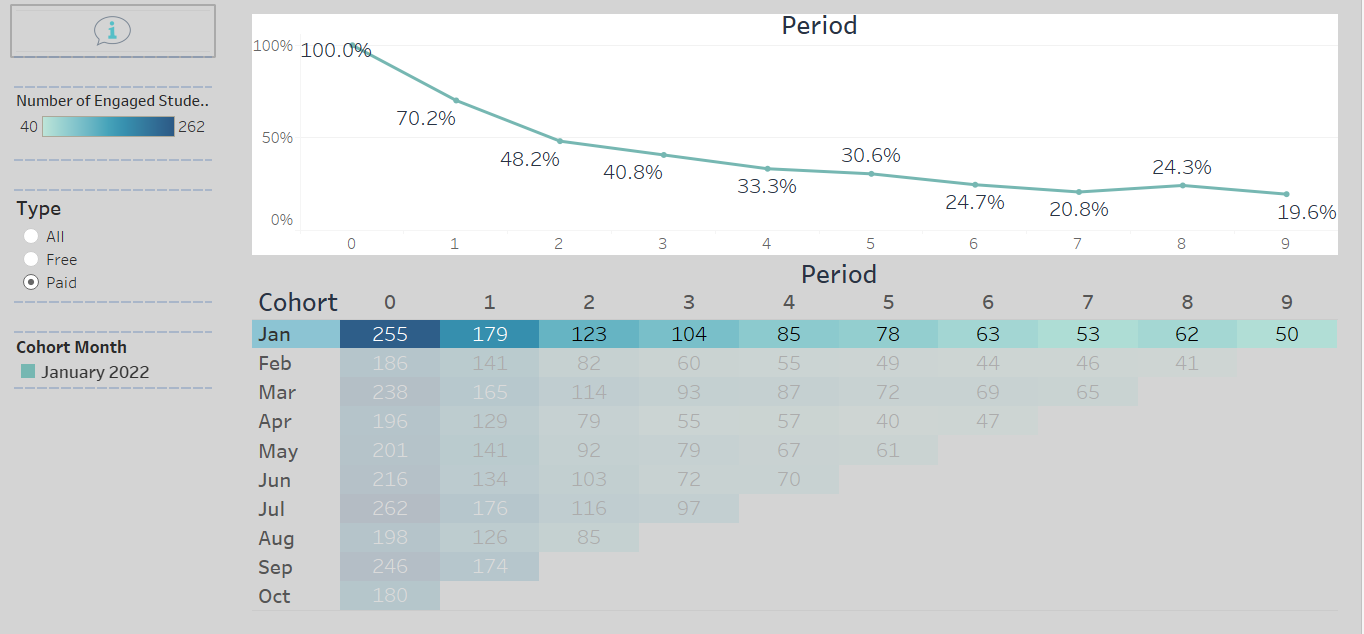 i
Number of Engaged Stude..
40 262
Type
All
Free
Paid
Cohort Month
January 2022
Period
100%
50%
0%
100.0%
70.2%
48.2%
40.8%
33.3%
30.6%
24.7%
20.8%
24.3%
19.6%
0 1 2 3 4 5 6 7 8 9
Period
Cohort 0 1 2 3 4 5 6 7 8 9
Jan 255 179 123 104 85 78 63 53 62 50
Feb 186 141 82 60 55 49 44 46 41
Mar 238 165 114 93 87 72 69 65
Apr 196 129 79 55 57 40 47
May 201 141 92 79 67 61
Jun 216 134 103 72 70
Jul 262 176 116 97
Aug 198 126 85
Sep 246 174
Oct 180